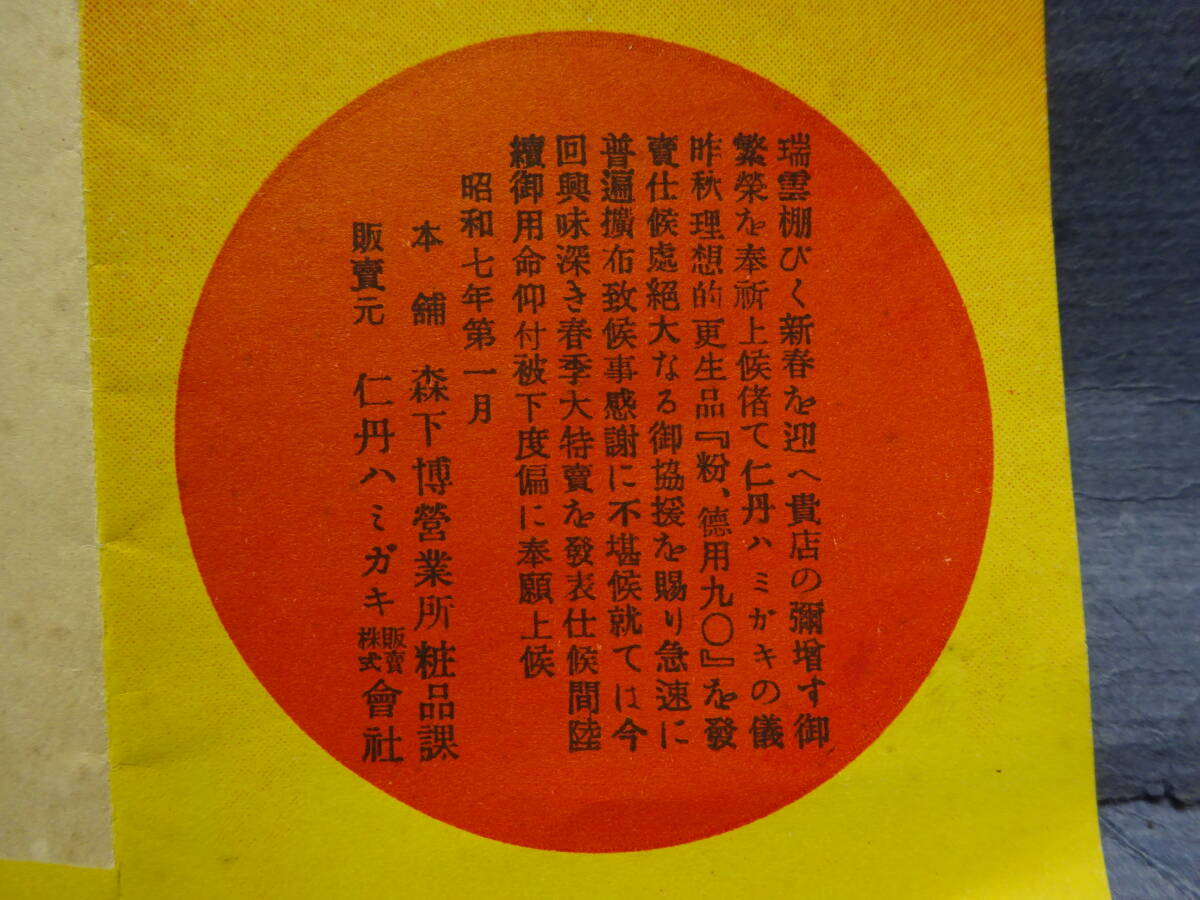 瑞雲棚びく新春を迎へ貴店の彌增す御
繁榮を奉祈上候偖て仁丹ハミガキの儀
昨秋理想的更生品『粉、德用九〇』を發
賣仕候處絕大なる御協援を賜り急速に
普遍擴布致候事感謝に不堪候就ては今
回興味深き春季大特賣を發表仕候間陸
續御用命仰付被下度偏に奉願上候
昭和七年第一月
本舖 森下博營業所粧品課
販賣元 仁丹ハミガキ販賣株式會社